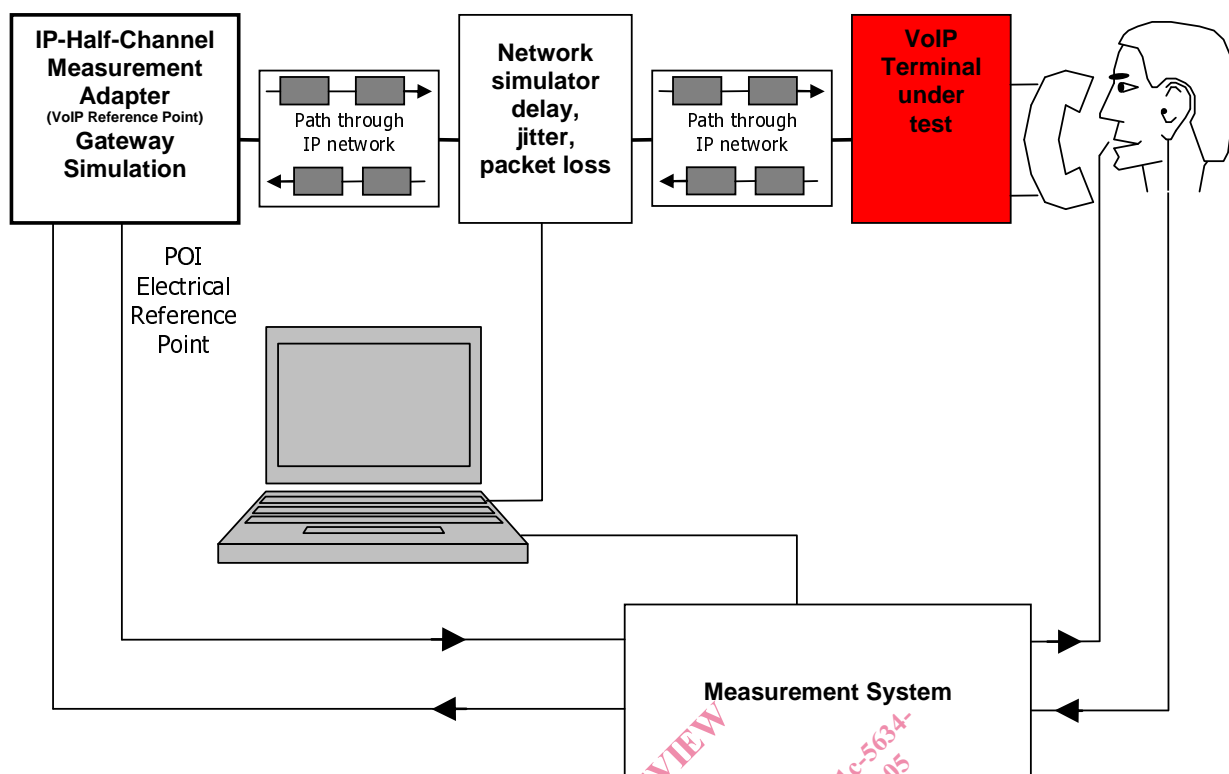 IP-Half-Channel
Measurement
Adapter
(VoIP Reference Point)
Gateway
Simulation
Path through
IP network
Network
simulator
delay,
jitter,
packet loss
Path through
IP network
VoIP
Terminal
under
test
POI
Electrical
Reference
Point
Measurement System